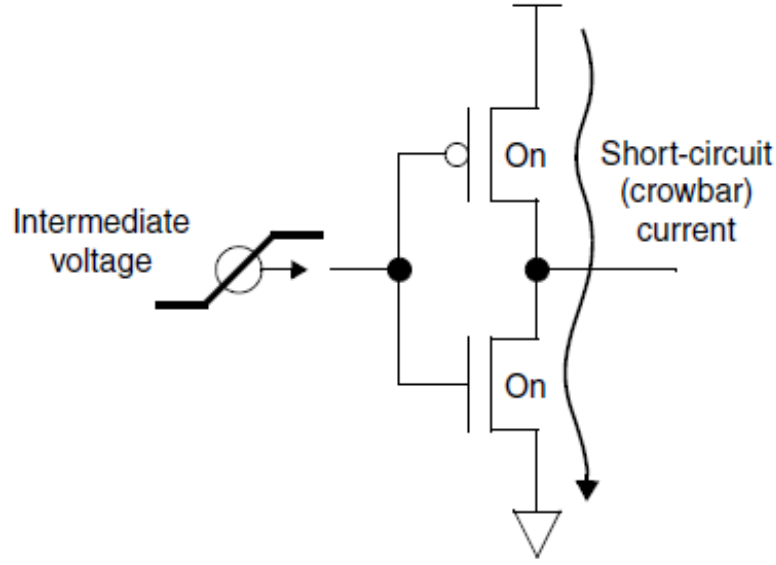 On
Short-circuit
(crowbar)
current
Intermediate
voltage
On